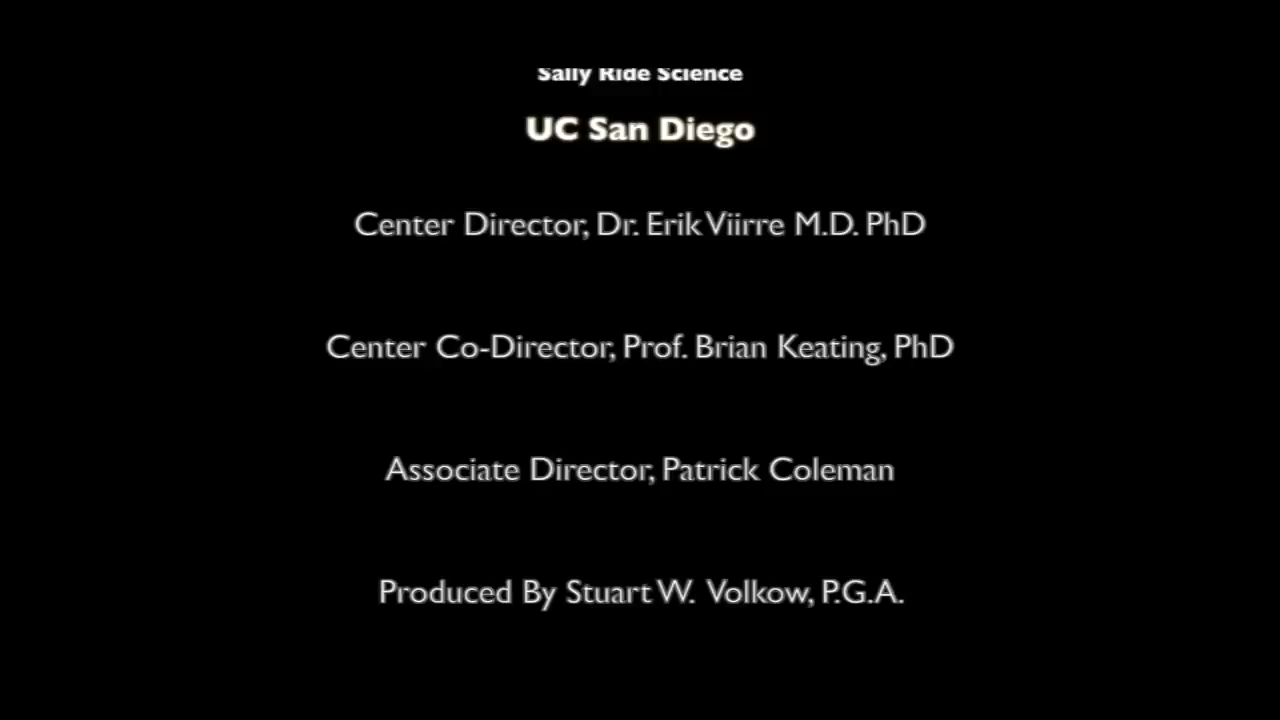 Sally Ride Science
UC San Diego
Center Director, Dr. Erik Viirre M.D. PhD
Center Co-Director, Prof. Brian Keating, PhD
Associate Director, Patrick Coleman
Produced By Stuart W. Volkow, P.G.A.